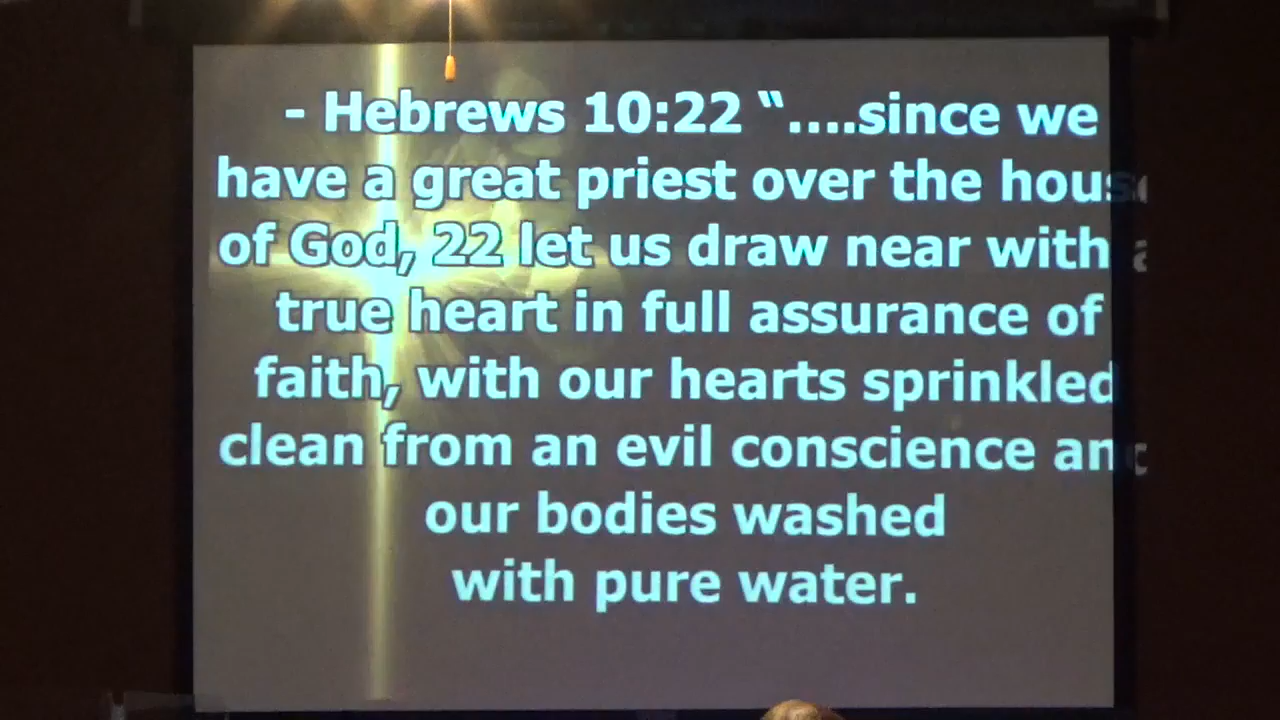 - Hebrews 10:22 “....since we
have a great priest over the house
of God, 22 let us draw near with a
true heart in full assurance of
faith, with our hearts sprinkled
clean from an evil conscience and
our bodies washed
with pure water.